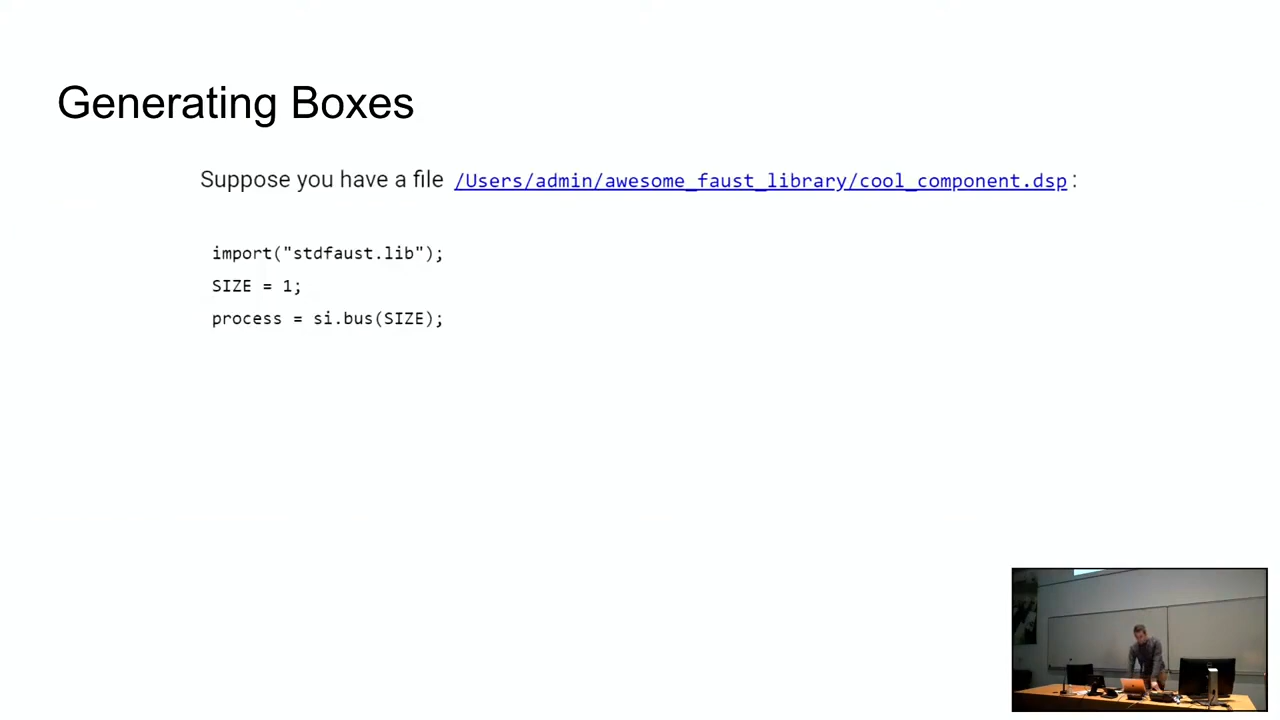 Generating Boxes
Suppose you have a file /Users/admin/awesome_faust_library/cool_component.dsp :
import("stdfaust.lib");
SIZE = 1;
process = si.bus(SIZE);